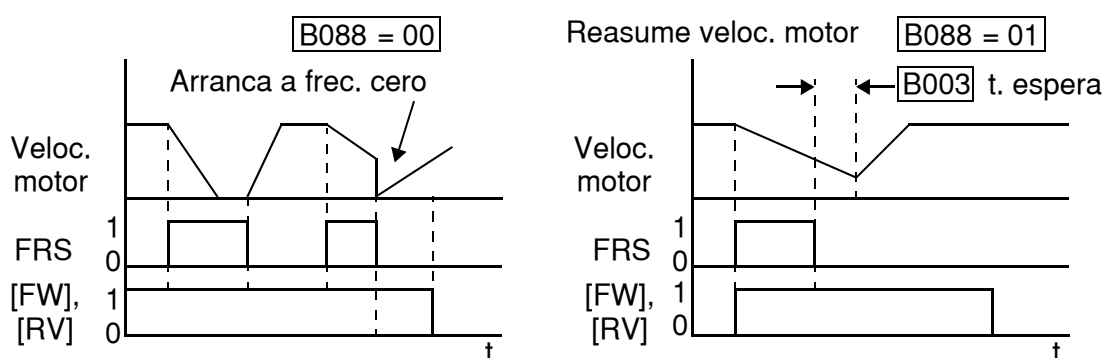 B088 = 00
Arranca a frec. cero
Veloc.
motor
FRS
1
0
[FW],
[RV]
1
0
t
Reasume veloc. motor
B088 = 01
B003 t. espera
Veloc.
motor
FRS
1
0
[FW],
[RV]
1
0
t